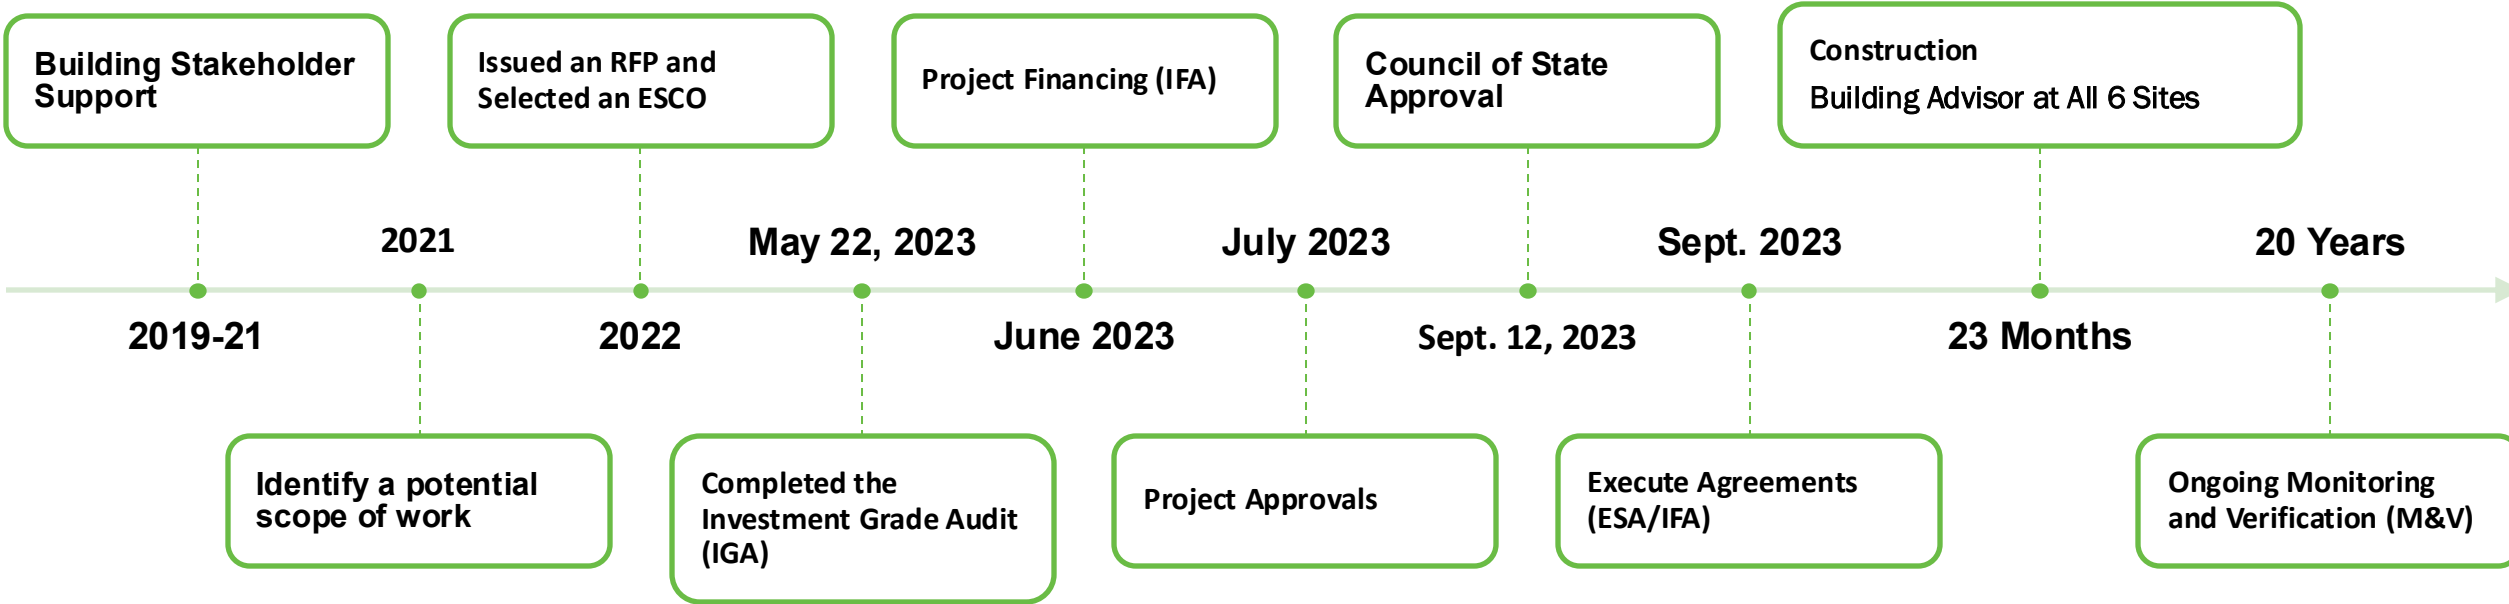 Building Stakeholder
Support
Issued an RFP and
Selected an ESCO
Project Financing (IFA)
Council of State
Approval
Construction
Building Advisor at All 6 Sites
2021
May 22, 2023
July 2023
Sept. 2023
20 Years
2019-21
2022
June 2023
Sept. 12, 2023
23 Months
Identify a potential
scope of work
Completed the
Investment Grade Audit
(IGA)
Project Approvals
Execute Agreements
(ESA/IFA)
Ongoing Monitoring
and Verification (M&V)